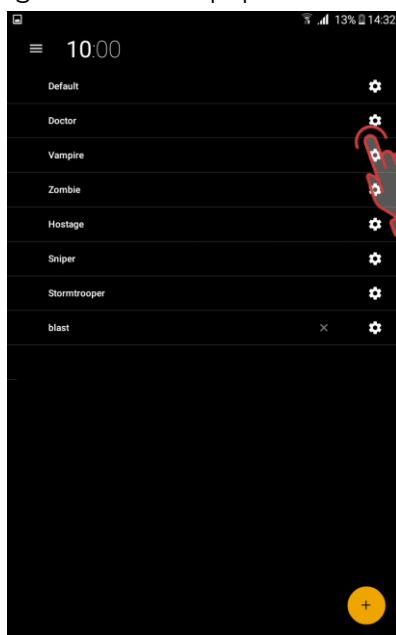 13% 14:32
10:00
Default
Doctor
Vampire
Zombie
Hostage
Sniper
Stormtrooper
blast ×
+